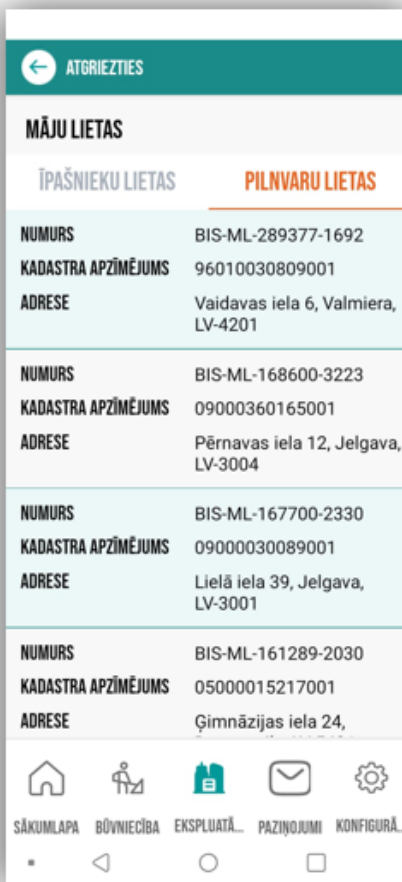 ATGRIEZTIES
MĀJU LIETAS
ĪPAŠNIEKU LIETAS PILNVARU LIETAS
NUMURS BIS-ML-289377-1692
KADASTRA APZĪMĒJUMS 96010030809001
ADRESE Vaidavas iela 6, Valmiera,
LV-4201
NUMURS BIS-ML-168600-3223
KADASTRA APZĪMĒJUMS 09000360165001
ADRESE Pērnavas iela 12, Jelgava,
LV-3004
NUMURS BIS-ML-167700-2330
KADASTRA APZĪMĒJUMS 09000030089001
ADRESE Lielā iela 39, Jelgava,
LV-3001
NUMURS BIS-ML-161289-2030
KADASTRA APZĪMĒJUMS 05000015217001
ADRESE Ģimnāzijas iela 24,
SĀKUMLAPA BŪVNIECĪBA EKSPLUATĀ... PAZIŅOJUMI KONFIGURĀ...